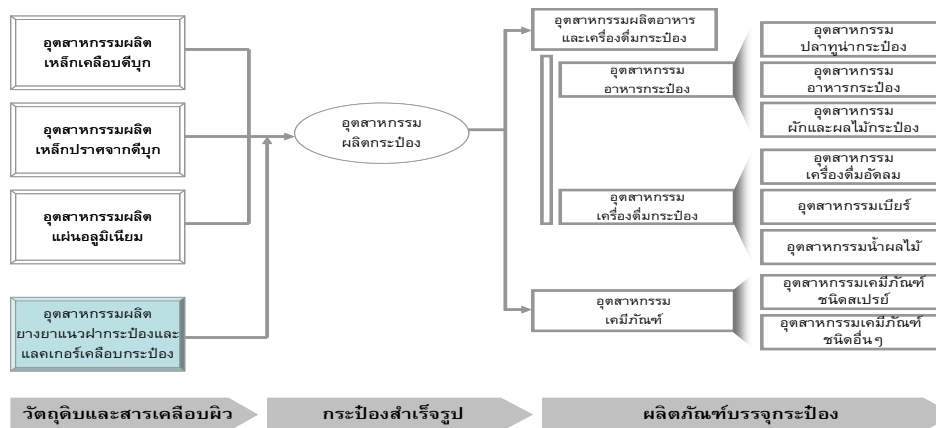 อุตสาหกรรมผลิต
เหล็กเคลือบดีบุก
อุตสาหกรรมผลิต
เหล็กปราศจากดีบุก
อุตสาหกรรมผลิต
แผ่นอลูมิเนียม
อุตสาหกรรมผลิต
ยางยาแนวฝากระป๋องและ
แลคเกอร์เคลือบกระป๋อง
อุตสาหกรรม
ผลิตกระป๋อง
อุตสาหกรรมผลิตอาหาร
และเครื่องดื่มกระป๋อง
อุตสาหกรรม
อาหารกระป๋อง
อุตสาหกรรม
เครื่องดื่มกระป๋อง
อุตสาหกรรม
เคมีภัณฑ์
อุตสาหกรรม
ปลาทูน่ากระป๋อง
อุตสาหกรรม
อาหารกระป๋อง
อุตสาหกรรม
ผักและผลไม้กระป๋อง
อุตสาหกรรม
เครื่องดื่มอัดลม
อุตสาหกรรมเบียร์
อุตสาหกรรมน้ำผลไม้
อุตสาหกรรมเคมีภัณฑ์
ชนิดสเปรย์
อุตสาหกรรมเคมีภัณฑ์
ชนิดอื่นๆ
วัตถุดิบและสารเคลือบผิว
กระป๋องสำเร็จรูป
ผลิตภัณฑ์บรรจุกระป๋อง